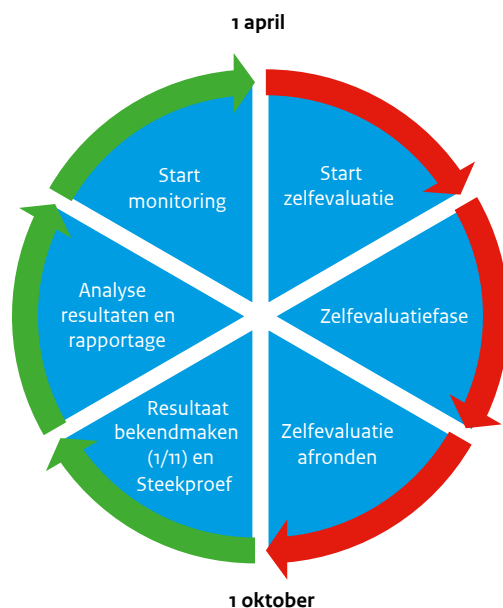 1 april
Start
zelfevaluatie
Zelfevaluatiefase
Zelfevaluatie
afronden
1 oktober
Resultaat
bekendmaken
(1/11) en
Steekproef
Analyse
resultaten en
rapportage
Start
monitoring